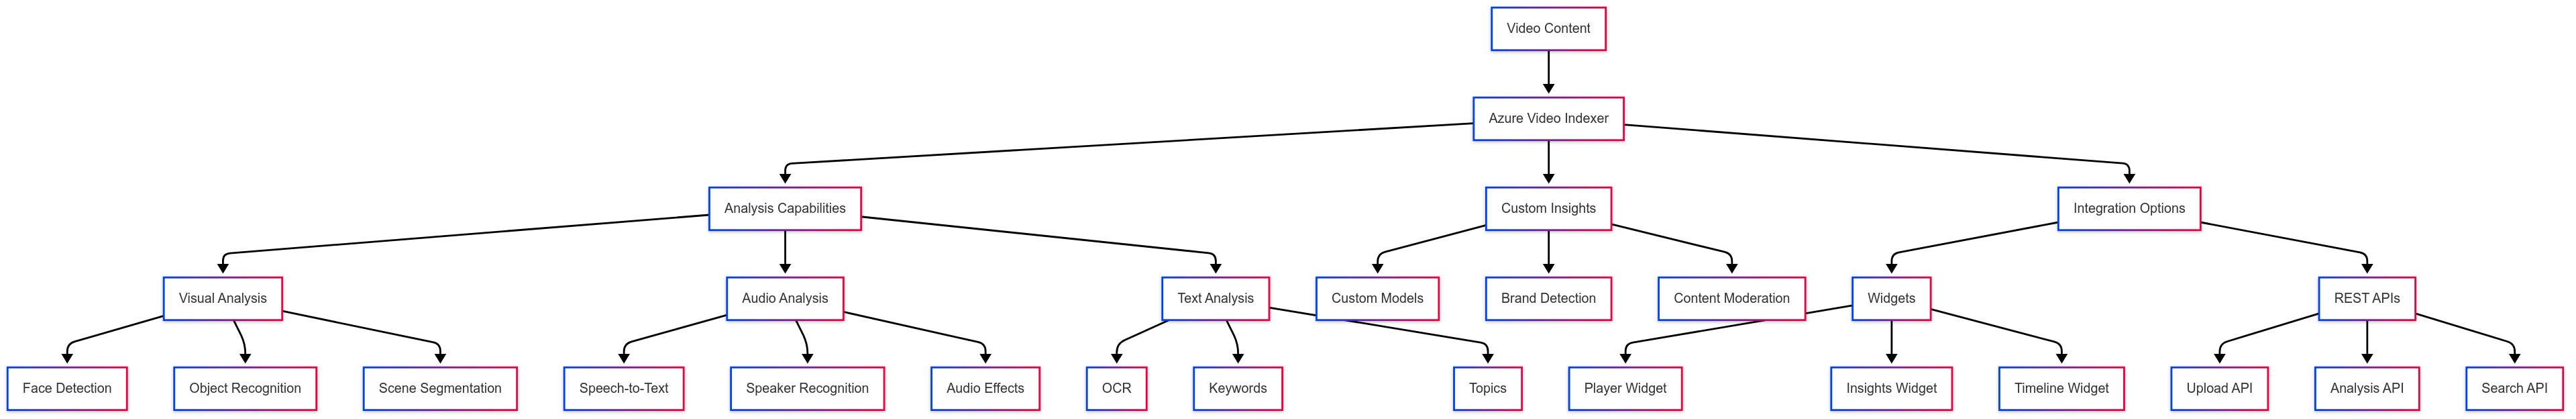 Video Content
Azure Video Indexer
Analysis Capabilities
Custom Insights
Integration Options
Visual Analysis
Audio Analysis
Text Analysis
Custom Models
Brand Detection
Content Moderation
Widgets
REST APIs
Face Detection
Object Recognition
Scene Segmentation
Speech-to-Text
Speaker Recognition
Audio Effects
OCR
Keywords
Topics
Player Widget
Insights Widget
Timeline Widget
Upload API
Analysis API
Search API